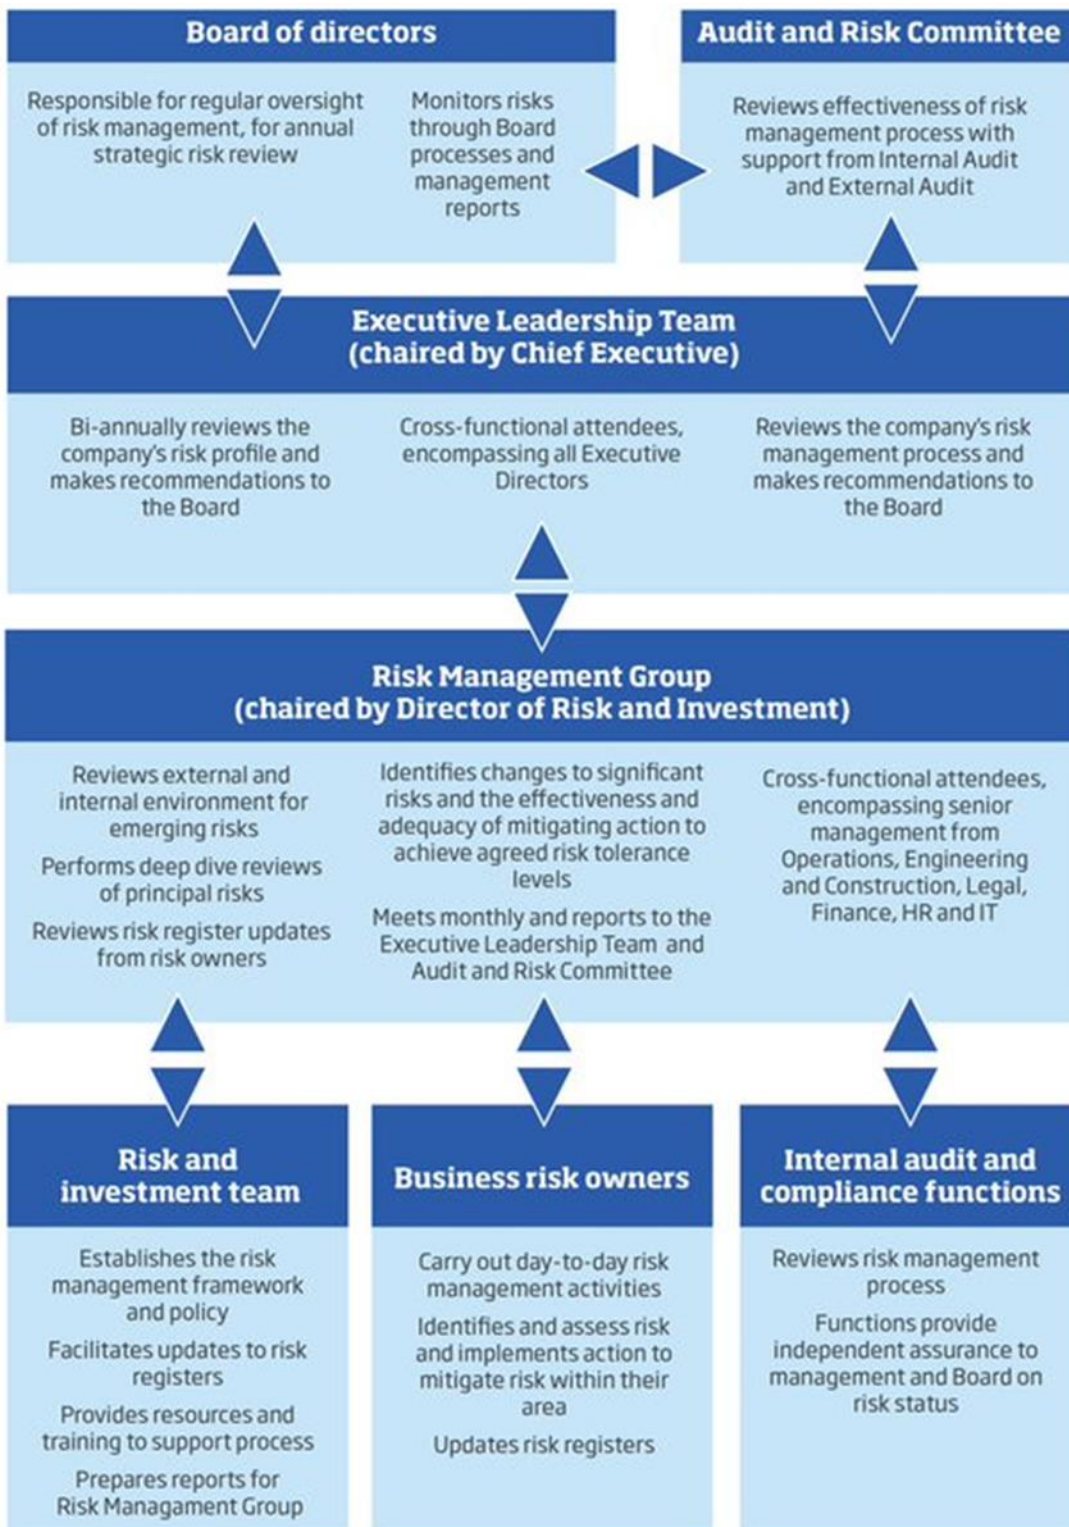 Board of directors
Responsible for regular oversight
of risk management, for annual
strategic risk review
Monitors risks
through Board
processes and
management
reports
Audit and Risk Committee
Reviews effectiveness of risk
management process with
support from Internal Audit
and External Audit
Executive Leadership Team
(chaired by Chief Executive)
Bi-annually reviews the
company's risk profile and
makes recommendations to
the Board
Cross-functional attendees,
encompassing all Executive
Directors
Reviews the company's risk
management process and
makes recommendations to
the Board
Risk Management Group
(chaired by Director of Risk and Investment)
Reviews external and
internal environment for
emerging risks
Performs deep dive reviews
of principal risks
Reviews risk register updates
from risk owners
Identifies changes to significant
risks and the effectiveness and
adequacy of mitigating action to
achieve agreed risk tolerance
levels
Meets monthly and reports to the
Executive Leadership Team and
Audit and Risk Committee
Cross-functional attendees,
encompassing senior
management from
Operations, Engineering
and Construction, Legal,
Finance, HR and IT
Risk and
investment team
Establishes the risk
management framework
and policy
Facilitates updates to risk
registers
Provides resources and
training to support process
Prepares reports for
Risk Managament Group
Business risk owners
Carry out day-to-day risk
management activities
Identifies and assess risk
and implements action to
mitigate risk within their
area
Updates risk registers
Internal audit and
compliance functions
Reviews risk management
process
Functions provide
independent assurance to
management and Board on
risk status